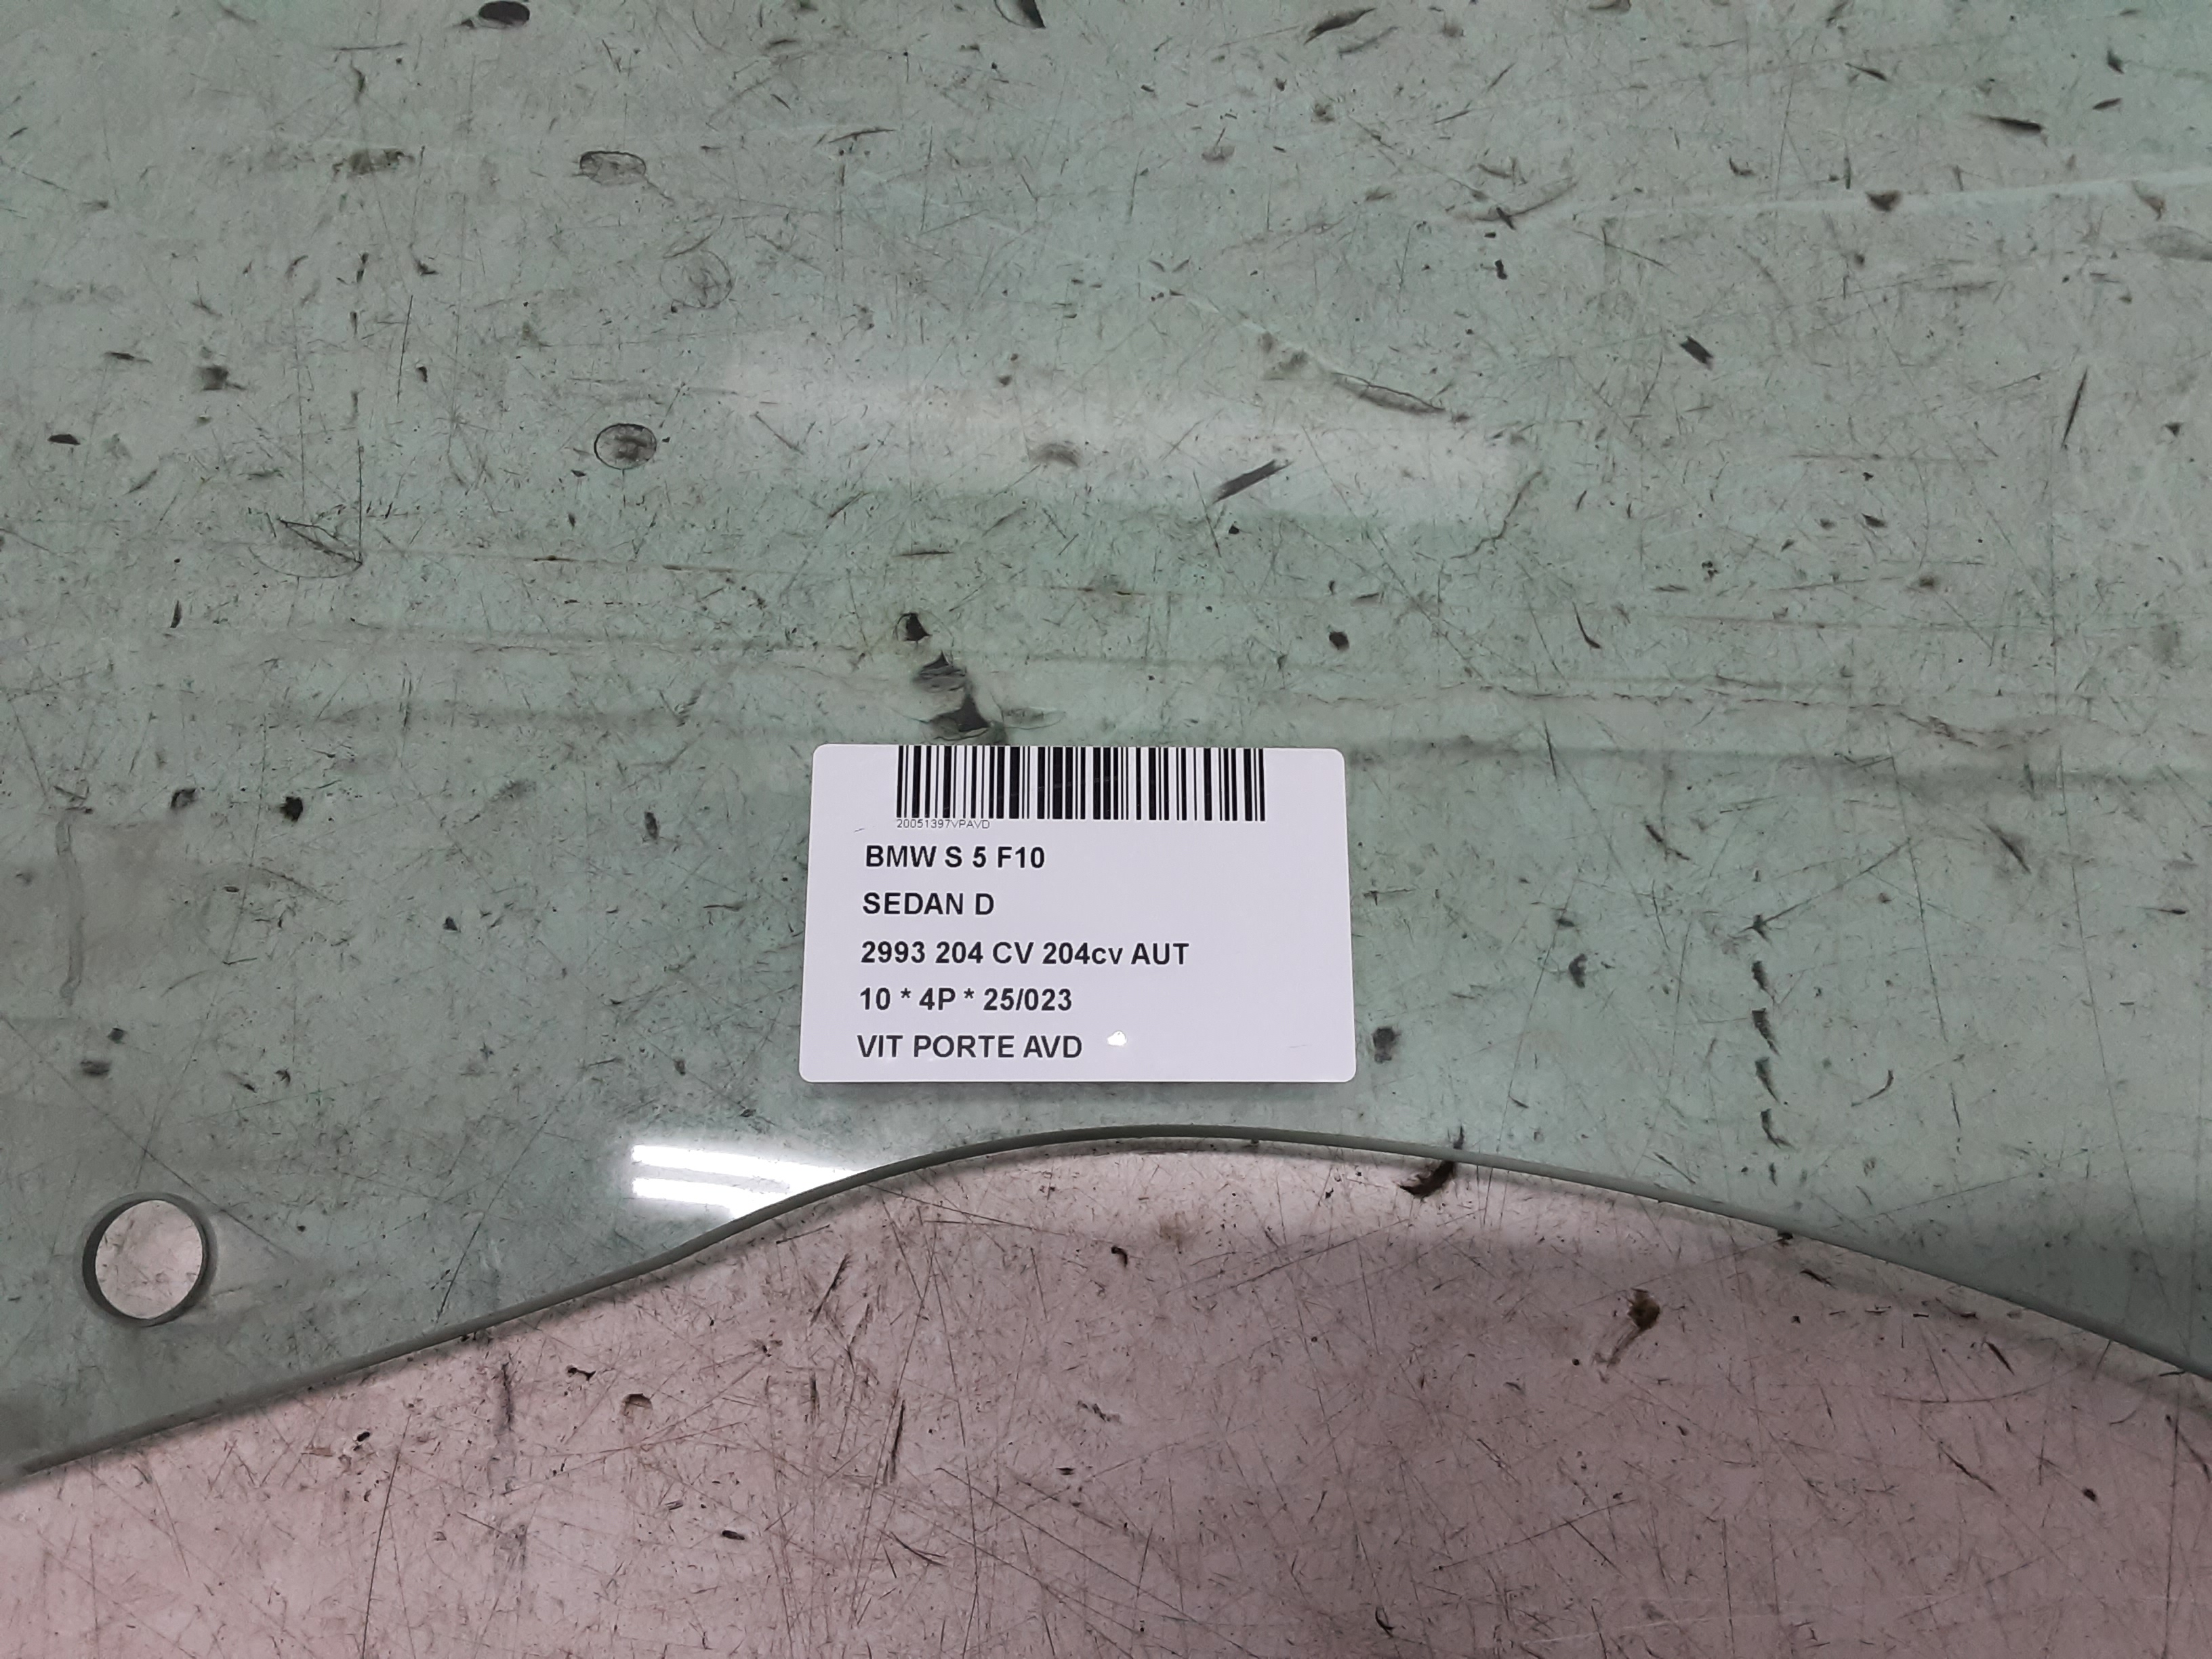 20051397VPAVD
BMW S 5 F10
SEDAN D
2993 204 CV 204cv AUT
10 * 4P * 25/023
VIT PORTE AVD